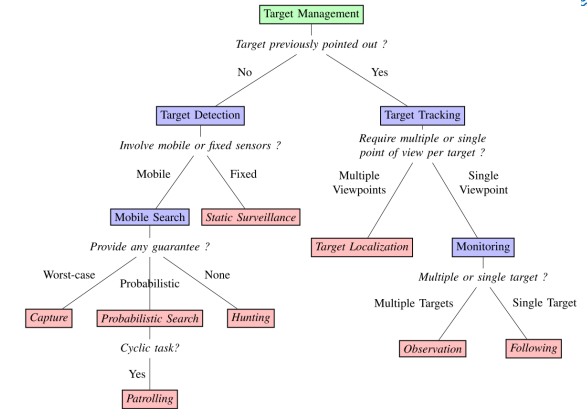 Target Management
Target previously pointed out ?
No
Yes
Target Detection
Target Tracking
Involve mobile or fixed sensors ?
Require multiple or single
point of view per target ?
Mobile
Fixed
Multiple
Viewpoints
Single
Viewpoint
Mobile Search
Static Surveillance
Target Localization
Monitoring
Provide any guarantee ?
Multiple or single target ?
Worst-case
Probabilistic
None
Multiple Targets
Single Target
Capture
Probabilistic Search
Hunting
Observation
Following
Cyclic task?
Yes
Patrolling